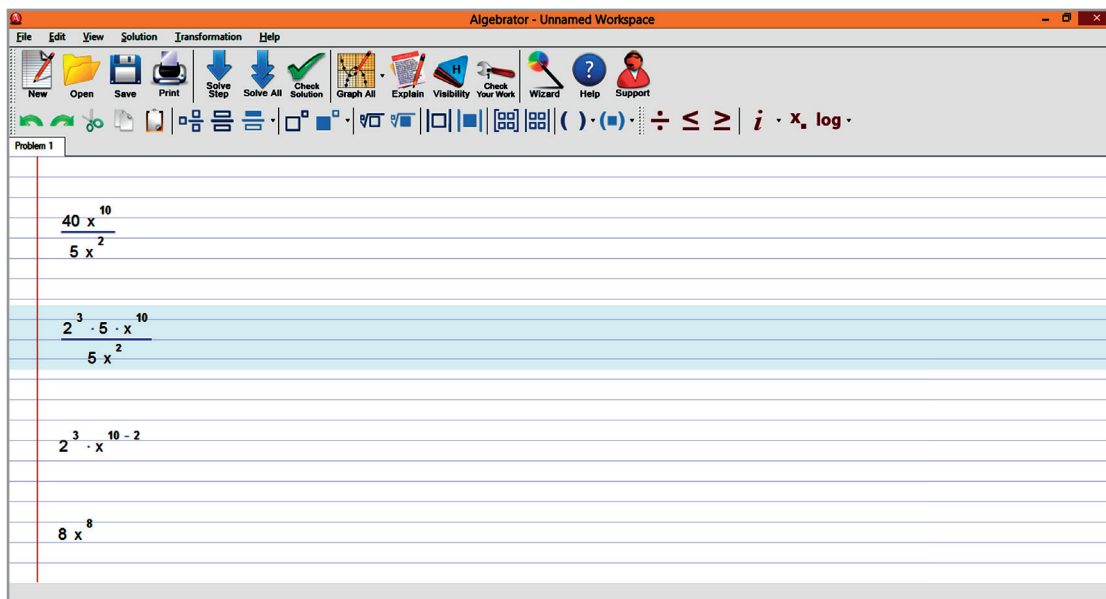 Algebrator - Unnamed Workspace
File Edit View Solution Transformation Help
New Open Save Print Solve Step Solve All Check Solution Graph All Explain Visibility Check Your Work Wizard Help Support
( ) ( ) ÷ ≤ ≥ i x log
Problem 1
40 x^10
5 x^2
2^3 · 5 · x^10
5 x^2
2^3 · x^10 - 2
8 x^8